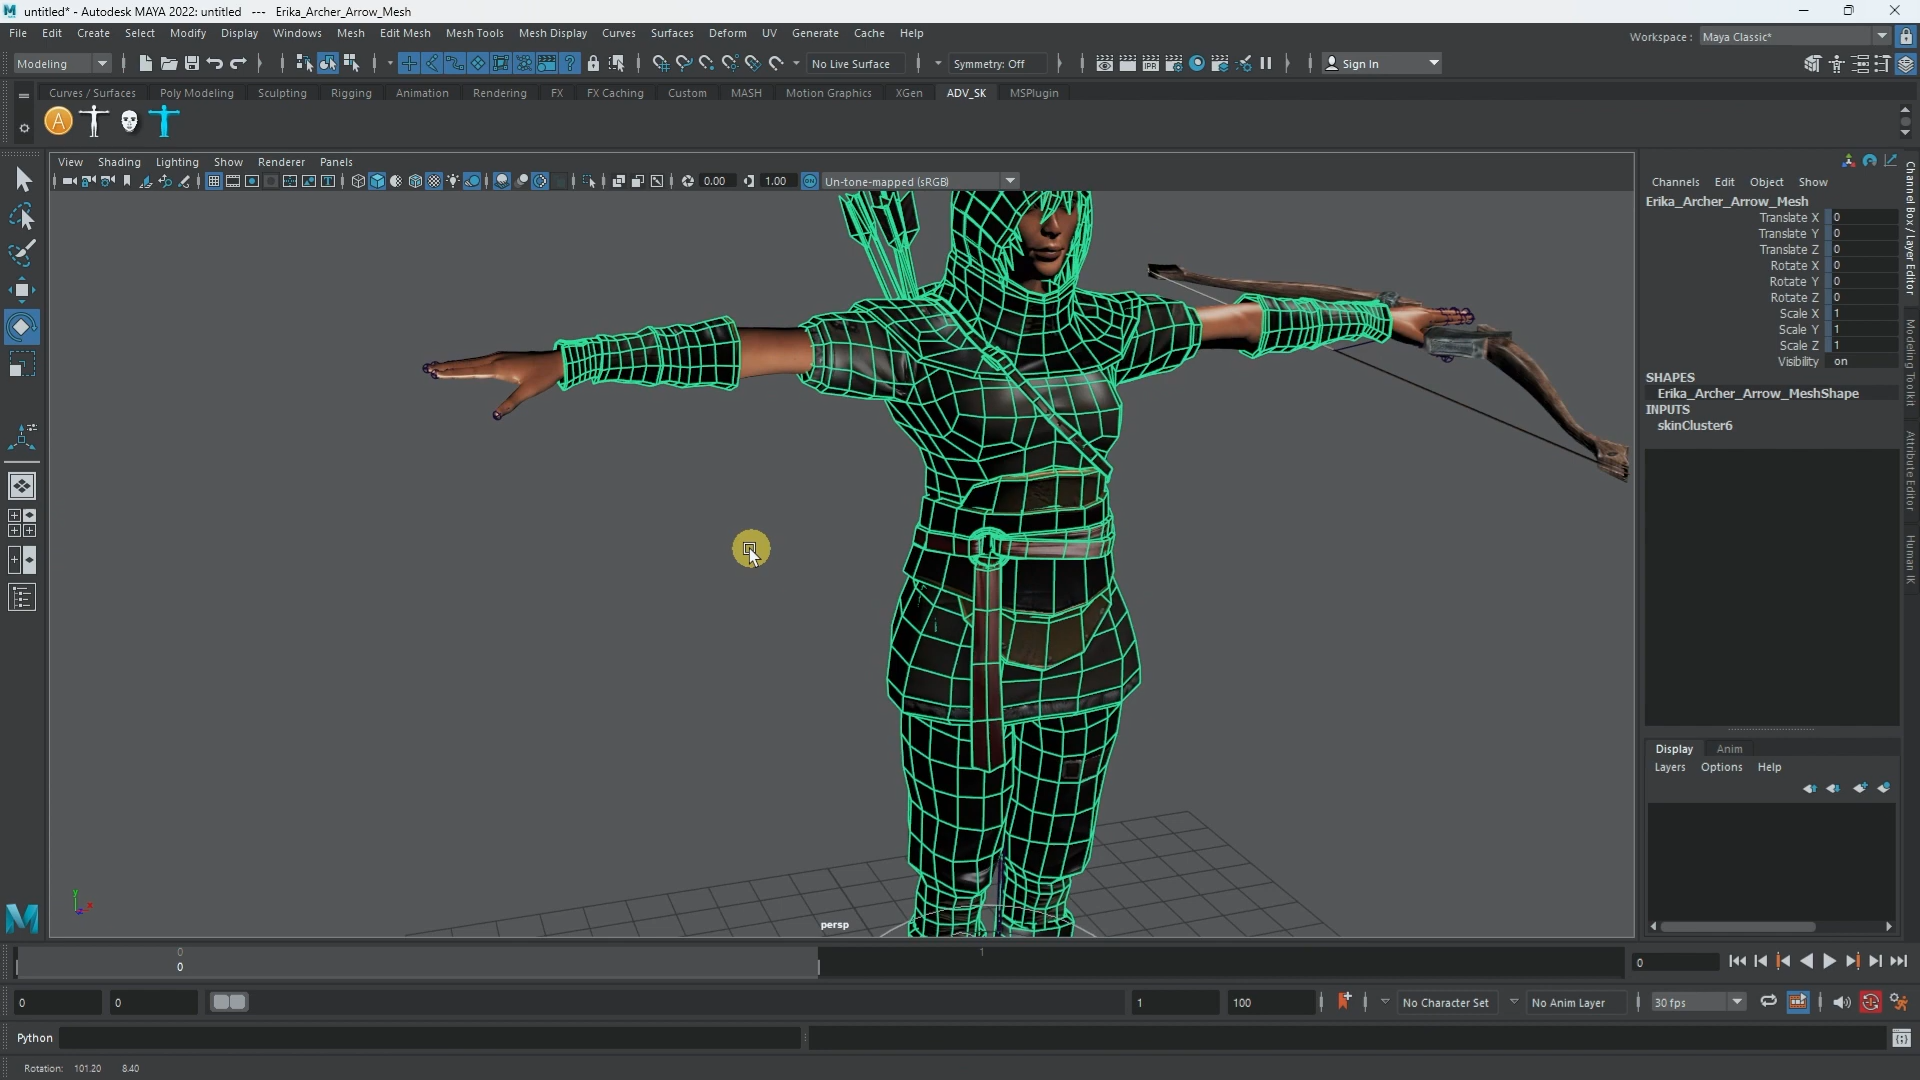 untitled* - Autodesk MAYA 2022: untitled --- Erika_Archer_Arrow_Mesh
File Edit Create Select Modify Display Windows Mesh Edit Mesh Mesh Tools Mesh Display Curves Surfaces Deform UV Generate Cache Help
Workspace : Maya Classic*
Modeling No Live Surface Symmetry: Off IPR Sign In
Curves / Surfaces Poly Modeling Sculpting Rigging Animation Rendering FX FX Caching Custom MASH Motion Graphics XGen ADV_SK MSPlugin
A
View Shading Lighting Show Renderer Panels
0.00 1.00 ON Un-tone-mapped (sRGB)
Channels Edit Object Show
Erika_Archer_Arrow_Mesh
Translate X 0
Translate Y 0
Translate Z 0
Rotate X 0
Rotate Y 0
Rotate Z 0
Scale X 1
Scale Y 1
Scale Z 1
Visibility on
SHAPES
Erika_Archer_Arrow_MeshShape
INPUTS
skinCluster6
Channel Box / Layer Editor
Modeling Toolkit
Attribute Editor
Human IK
Display Anim
Layers Options Help
y
x
z
persp
M
0 1
0 0
0 0 1 100 No Character Set No Anim Layer 30 fps
Python
Rotation: 101.20 8.40